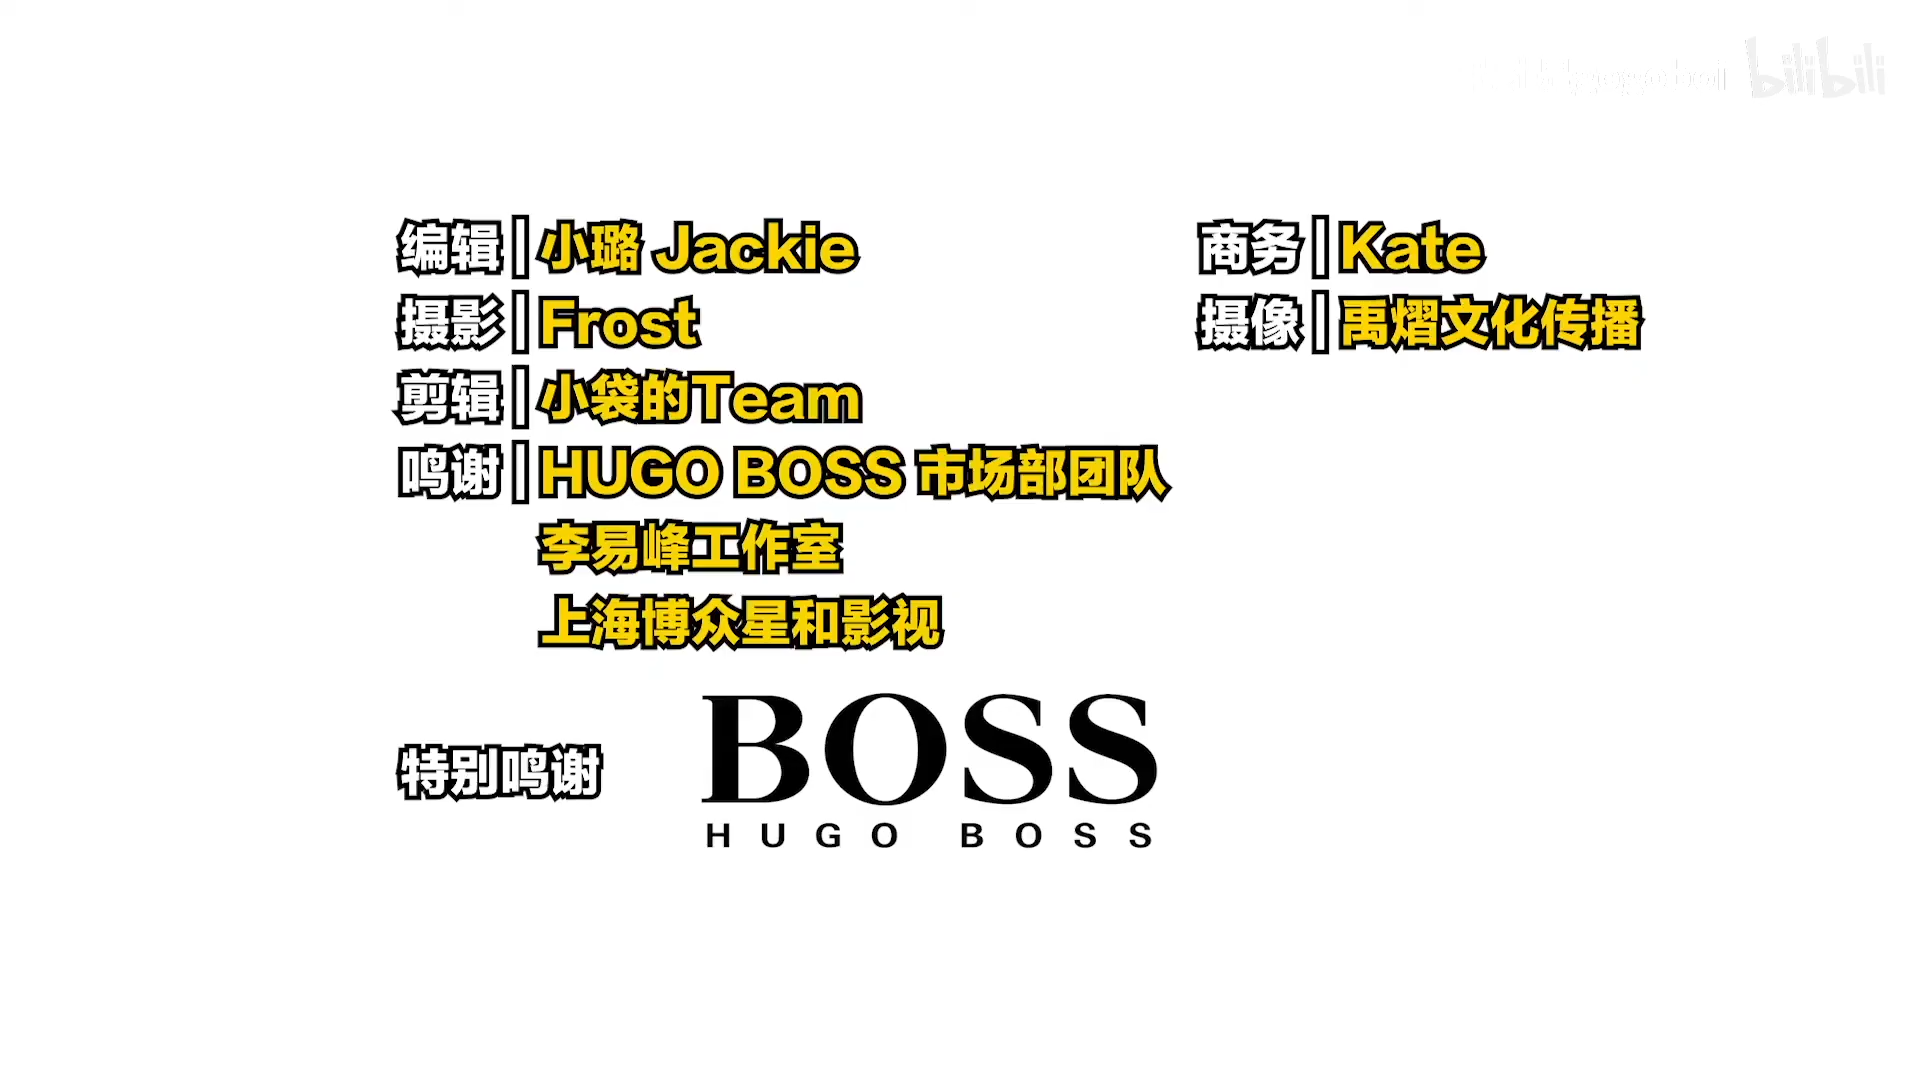 bilibili
编辑|小璐 Jackie
商务|Kate
摄影|Frost
摄像|禹熠文化传播
剪辑|小袋的Team
鸣谢|HUGO BOSS 市场部团队
李易峰工作室
上海博众星和影视
特别鸣谢
BOSS
HUGO BOSS